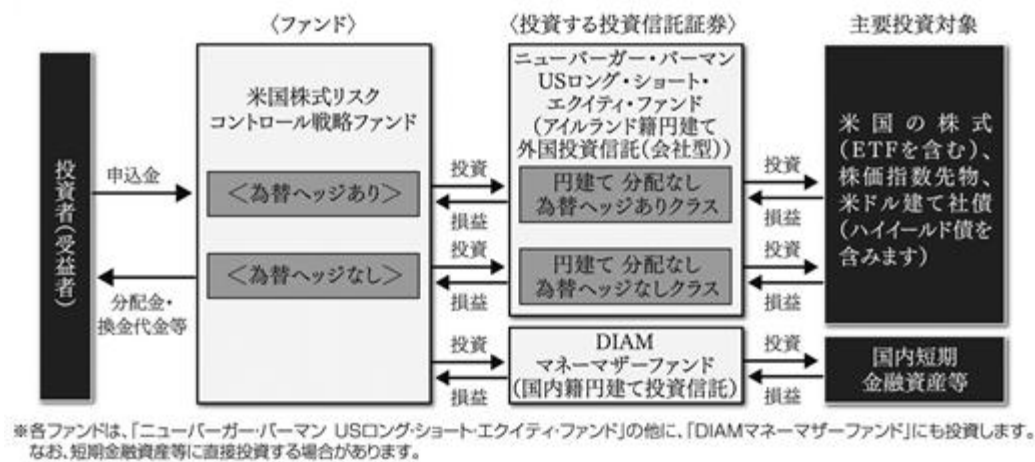 〈ファンド〉
〈投資する投資信託証券〉
主要投資対象
投資者(受益者)
申込金
分配金・
換金代金等
米国株式リスク
コントロール戦略ファンド
＜為替ヘッジあり＞
＜為替ヘッジなし＞
投資
損益
投資
損益
投資
損益
ニューバーガー・バーマン
USロング・ショート・
エクイティ・ファンド
(アイルランド籍円建て
外国投資信託(会社型))
円建て 分配なし
為替ヘッジありクラス
円建て 分配なし
為替ヘッジなしクラス
DIAM
マネーマザーファンド
(国内籍円建て投資信託)
投資
損益
投資
損益
投資
損益
米国の株式
(ETFを含む)、
株価指数先物、
米ドル建て社債
(ハイイールド債を
含みます)
国内短期
金融資産等
※各ファンドは、「ニューバーガー・バーマン USロング・ショート・エクイティ・ファンド」の他に、「DIAMマネーマザーファンド」にも投資します。
なお、短期金融資産等に直接投資する場合があります。